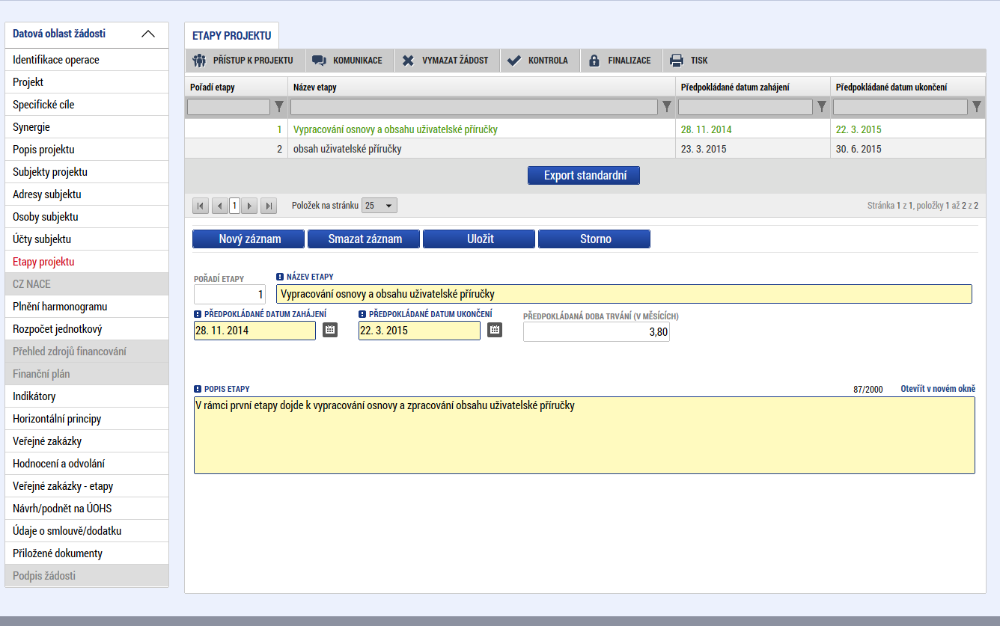 Datová oblast žádosti
Identifikace operace
Projekt
Specifické cíle
Synergie
Popis projektu
Subjekty projektu
Adresy subjektu
Osoby subjektu
Účty subjektu
Etapy projektu
CZ NACE
Plnění harmonogramu
Rozpočet jednotkový
Přehled zdrojů financování
Finanční plán
Indikátory
Horizontální principy
Veřejné zakázky
Hodnocení a odvolání
Veřejné zakázky - etapy
Návrh/podnět na ÚOHS
Údaje o smlouvě/dodatku
Přiložené dokumenty
Podpis žádosti
ETAPY PROJEKTU
PŘÍSTUP K PROJEKTU KOMUNIKACE VYMAZAT ŽÁDOST KONTROLA FINALIZACE TISK
Pořadí etapy Název etapy Předpokládané datum zahájení Předpokládané datum ukončení
1 Vypracování osnovy a obsahu uživatelské příručky 28. 11. 2014 22. 3. 2015
2 obsah uživatelské příručky 23. 3. 2015 30. 6. 2015
Export standardní
1 Položek na stránku 25 Stránka 1 z 1, položky 1 až 2 z 2
Nový záznam Smazat záznam Uložit Storno
POŘADÍ ETAPY NÁZEV ETAPY
1 Vypracování osnovy a obsahu uživatelské příručky
PŘEDPOKLÁDANÉ DATUM ZAHÁJENÍ PŘEDPOKLÁDANÉ DATUM UKONČENÍ PŘEDPOKLÁDANÁ DOBA TRVÁNÍ (V MĚSÍCÍCH)
28. 11. 2014 22. 3. 2015 3,80
POPIS ETAPY 87/2000 Otevřít v novém okně
V rámci první etapy dojde k vypracování osnovy a zpracování obsahu uživatelské příručky